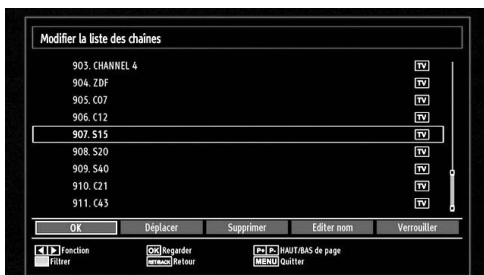 Modifier la liste des chaînes
903. CHANNEL 4 TV
904. ZDF TV
905. C07 TV
906. C12 TV
907. S15 TV
908. S20 TV
909. S40 TV
910. C21 TV
911. C43 TV
OK Déplacer Supprimer Editer nom Verrouiller
Fonction OK Regarder P+ P- HAUT/BAS de page
Filtrer RETBACK Retour MENU Quitter